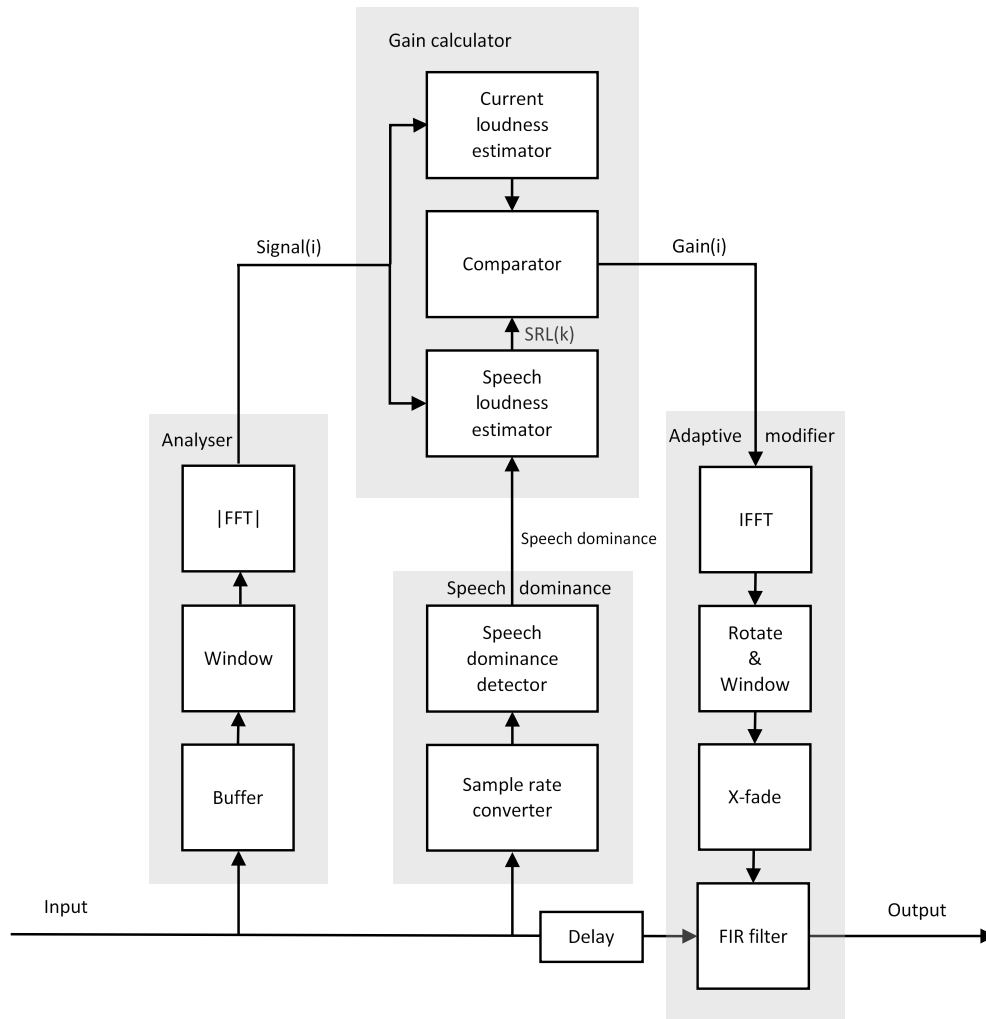 Gain calculator
Current
loudness
estimator
Signal(i)
Comparator
Gain(i)
SRL(k)
Speech
loudness
estimator
Analyser
|FFT|
Window
Buffer
Speech dominance
Speech dominance
Speech
dominance
detector
Sample rate
converter
Adaptive modifier
IFFT
Rotate
&
Window
X-fade
FIR filter
Input
Delay
Output